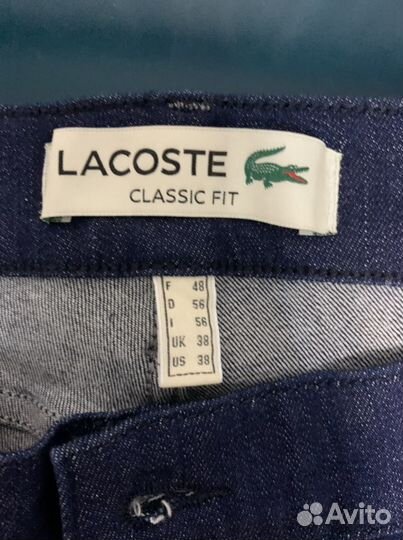 LACOSTE
CLASSIC FIT
F 48
D 56
I 56
UK 38
US 38
Avito